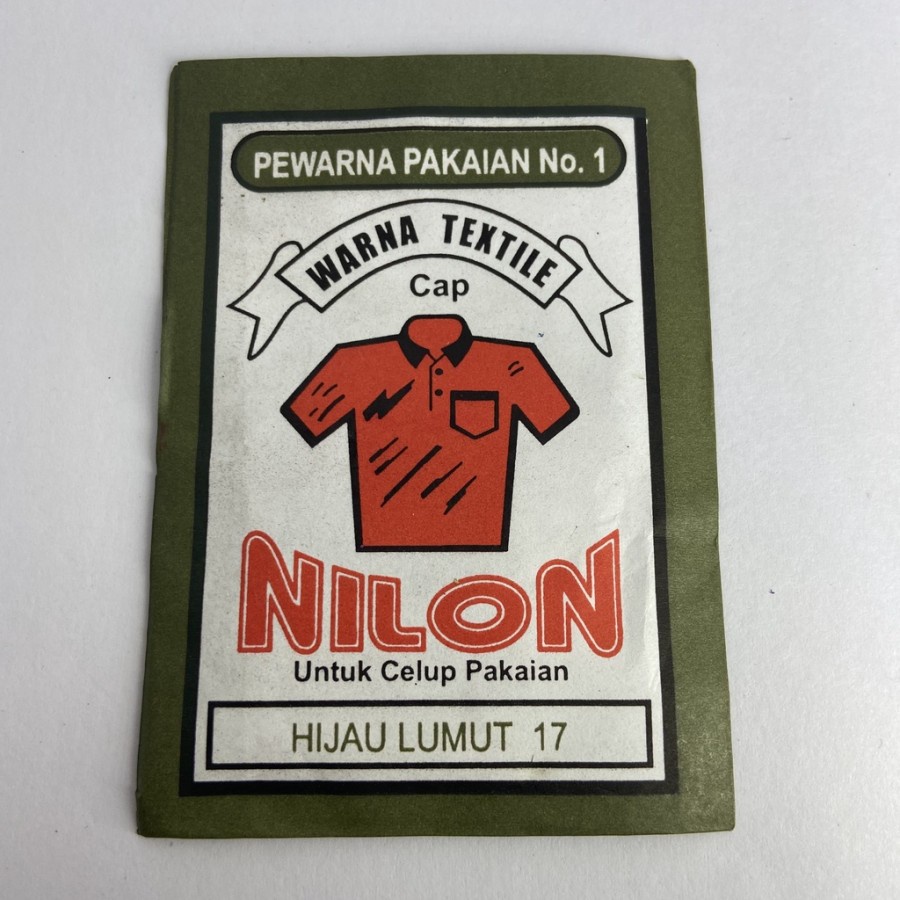 PEWARNA PAKAIAN No. 1
WARNA TEXTILE
Cap
NILON
Untuk Celup Pakaian
HIJAU LUMUT 17